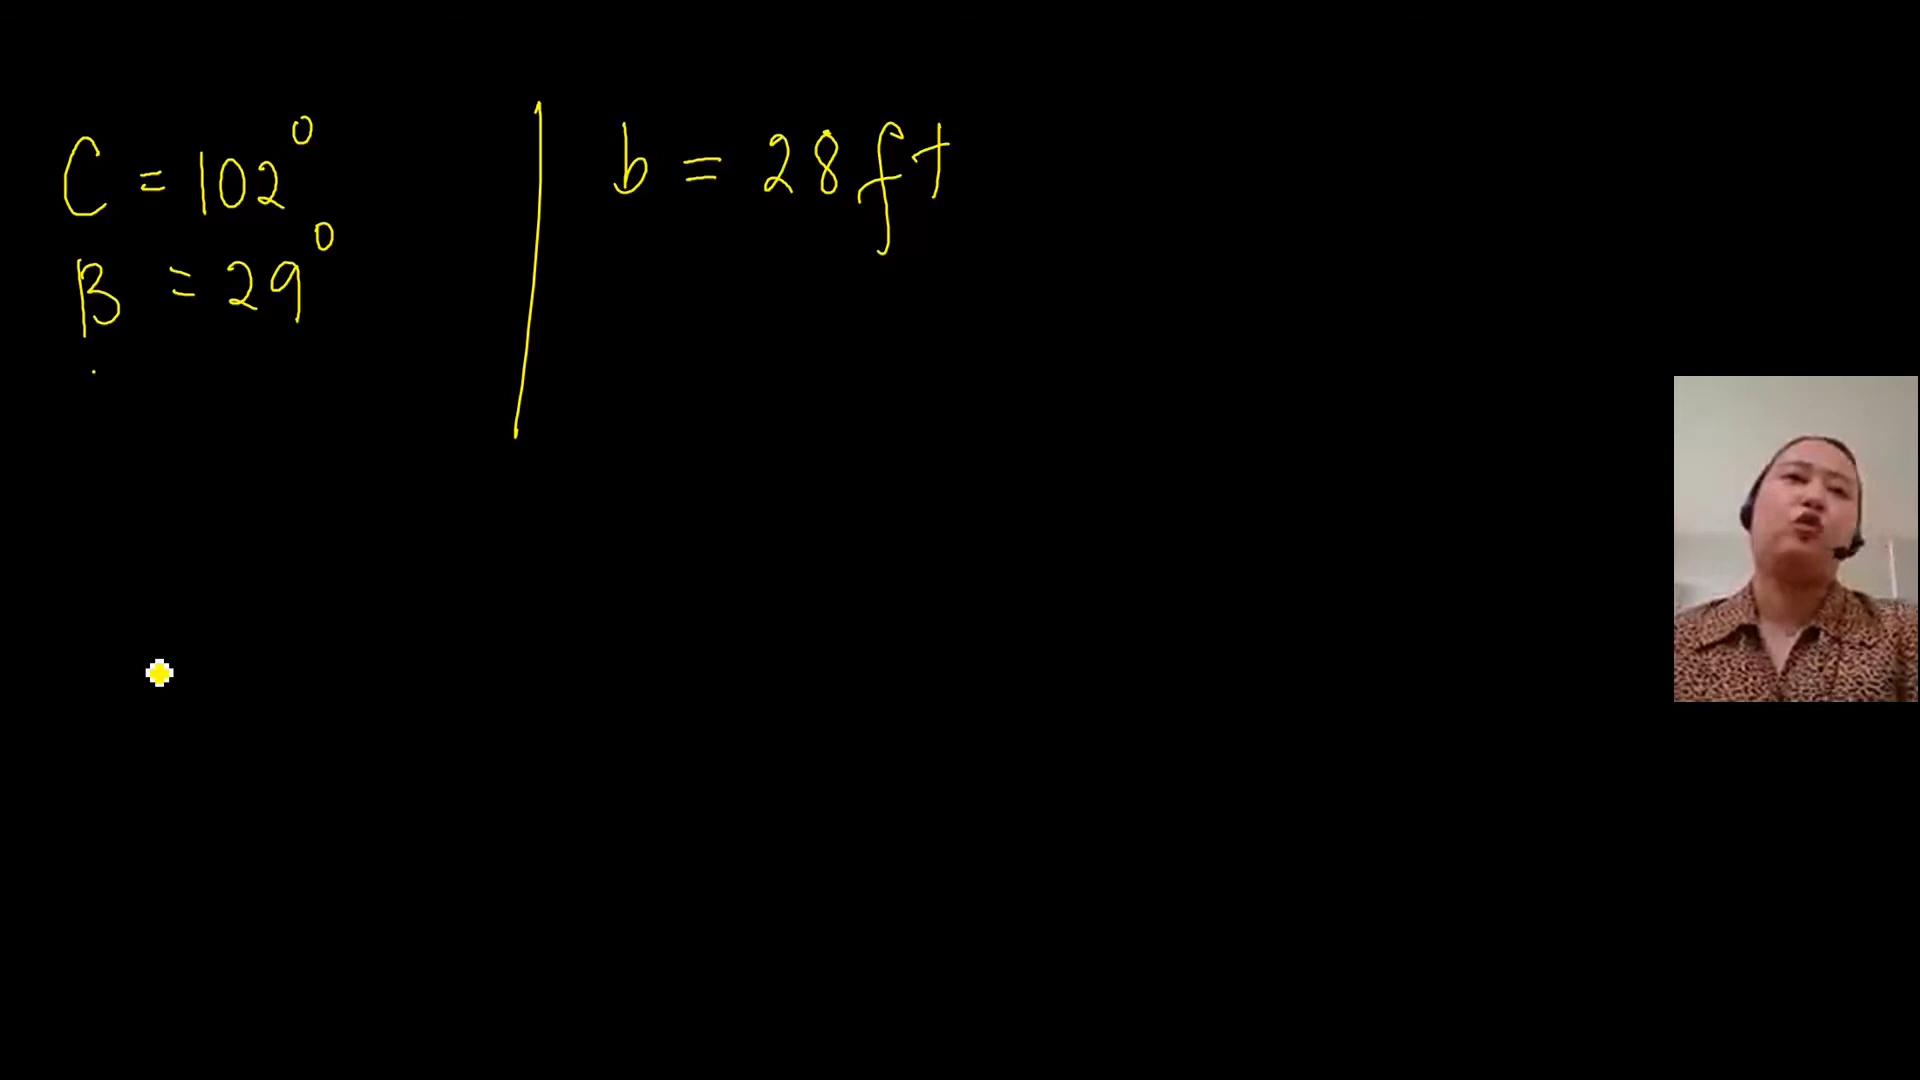 C = 102°
B = 29°
b = 28 ft